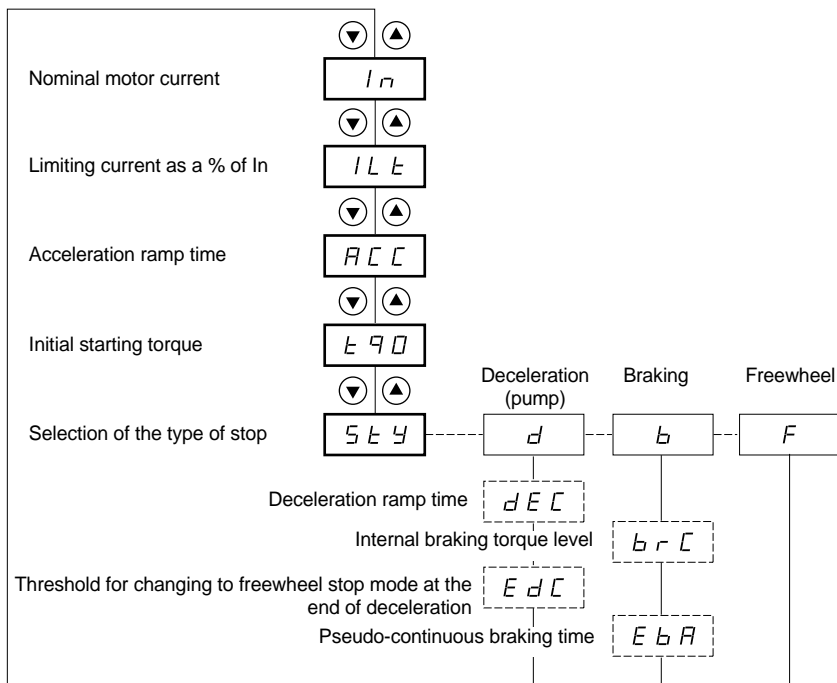 Nominal motor current
In
Limiting current as a % of In
ILt
Acceleration ramp time
ACC
Initial starting torque
tq0
Deceleration
(pump)
Braking
Freewheel
Selection of the type of stop
StY
d
b
F
Deceleration ramp time
dEC
Internal braking torque level
brC
Threshold for changing to freewheel stop mode at the
end of deceleration
EdC
Pseudo-continuous braking time
EbA